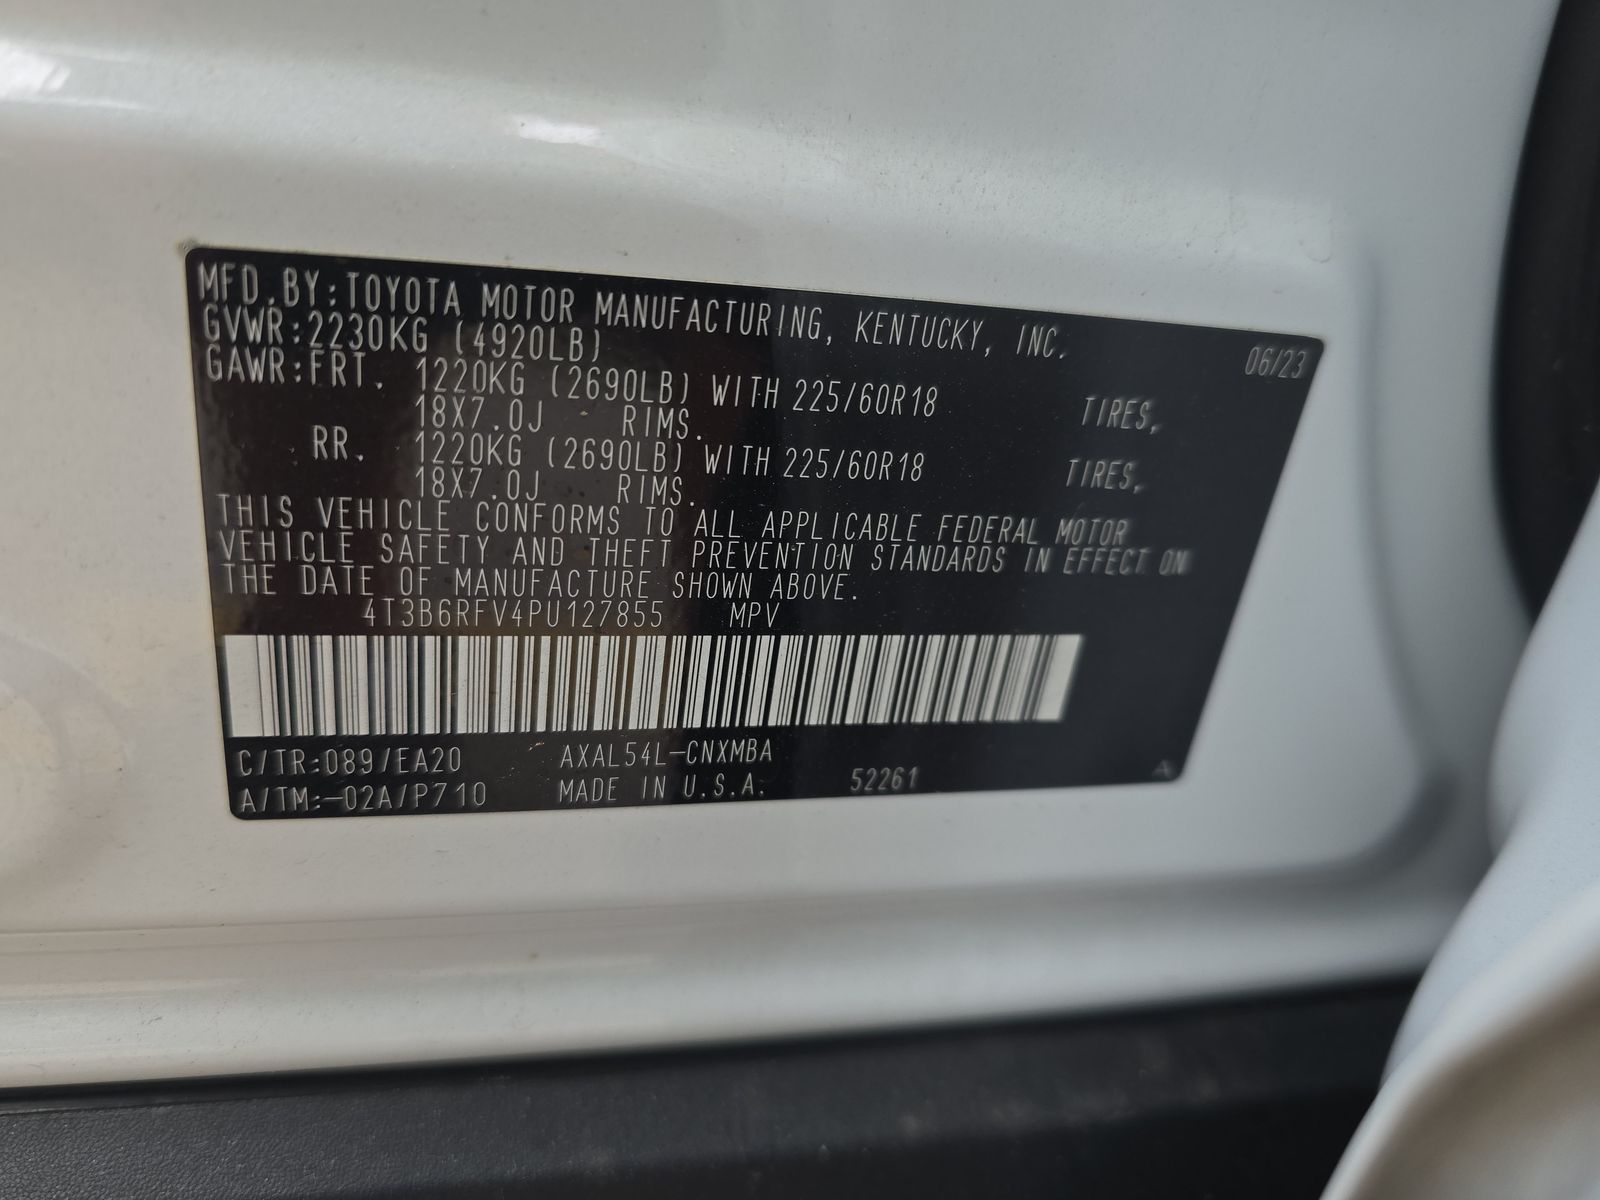 MFD.BY:TOYOTA MOTOR MANUFACTURING, KENTUCKY, INC. 06/23
GVWR:2230KG (4920LB)
GAWR:FRT. 1220KG (2690LB) WITH 225/60R18 TIRES,
18X7.0J RIMS.
RR. 1220KG (2690LB) WITH 225/60R18 TIRES,
18X7.0J RIMS.
THIS VEHICLE CONFORMS TO ALL APPLICABLE FEDERAL MOTOR
VEHICLE SAFETY AND THEFT PREVENTION STANDARDS IN EFFECT ON
THE DATE OF MANUFACTURE SHOWN ABOVE.
4T3B6RFV4PU127855 MPV
C/TR:089/EA20 AXAL54L-CNXMBA
A/TM:-02A/P710 MADE IN U.S.A. 52261 A